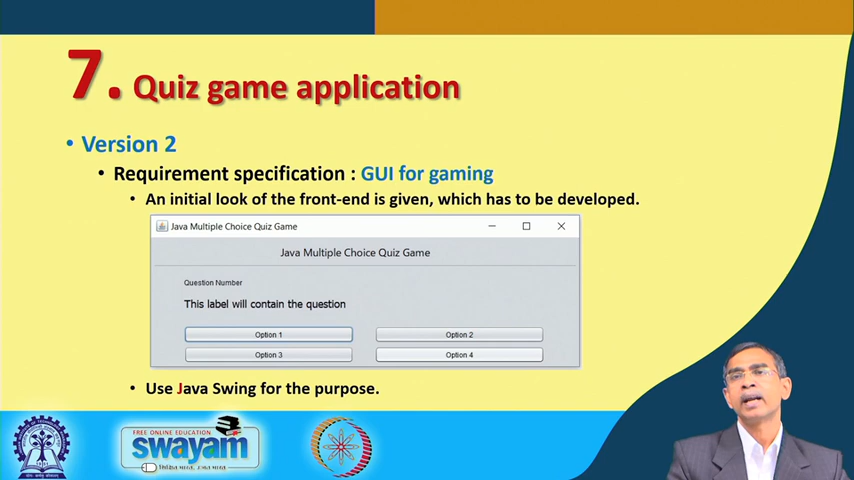 7. Quiz game application
• Version 2
• Requirement specification : GUI for gaming
• An initial look of the front-end is given, which has to be developed.
Java Multiple Choice Quiz Game
Java Multiple Choice Quiz Game
Question Number
This label will contain the question
Option 1
Option 2
Option 3
Option 4
• Use Java Swing for the purpose.
FREE ONLINE EDUCATION
swayam